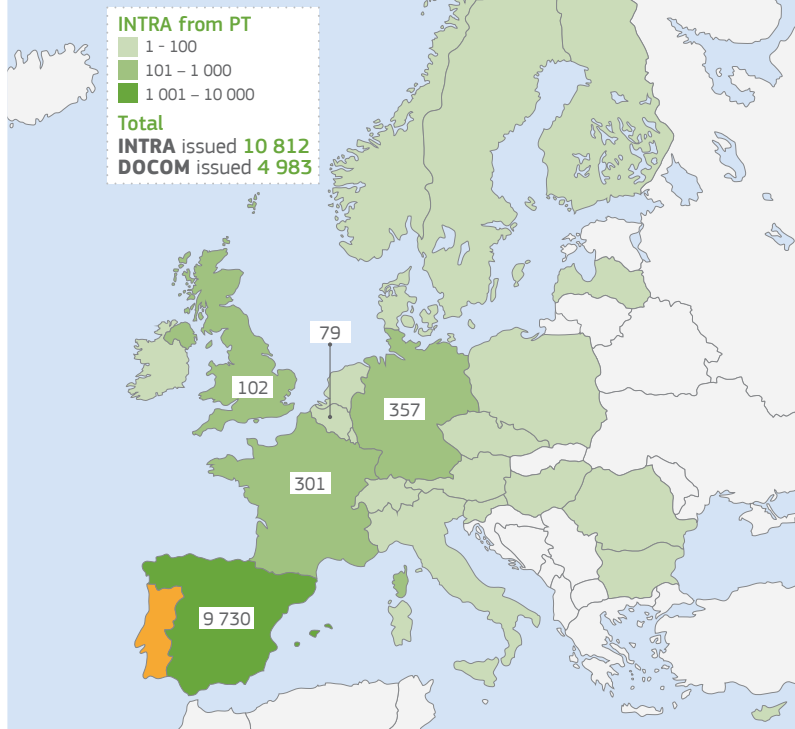 INTRA from PT
1 - 100
101 – 1 000
1 001 – 10 000
Total
INTRA issued 10 812
DOCOM issued 4 983
79
102
357
301
9 730